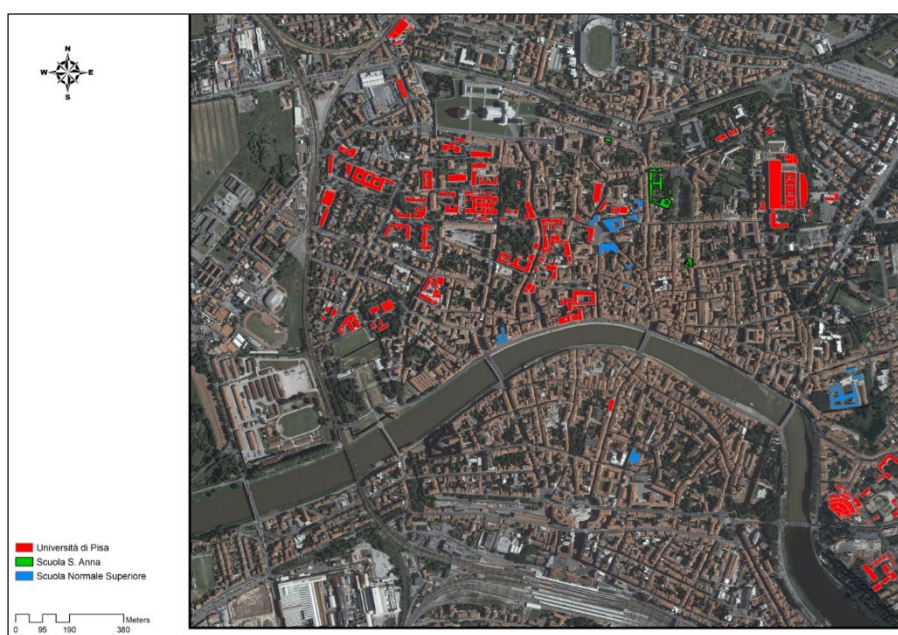 N
W E
S
Università di Pisa
Scuola S. Anna
Scuola Normale Superiore
Meters
0 95 190 380